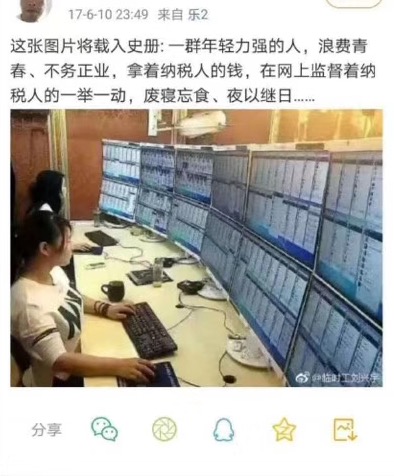 17-6-10 23:49 来自 乐2
这张图片将载入史册: 一群年轻力强的人，浪费青
春、不务正业，拿着纳税人的钱，在网上监督着纳
税人的一举一动，废寝忘食、夜以继日……
@临时工刘兴宇
分享